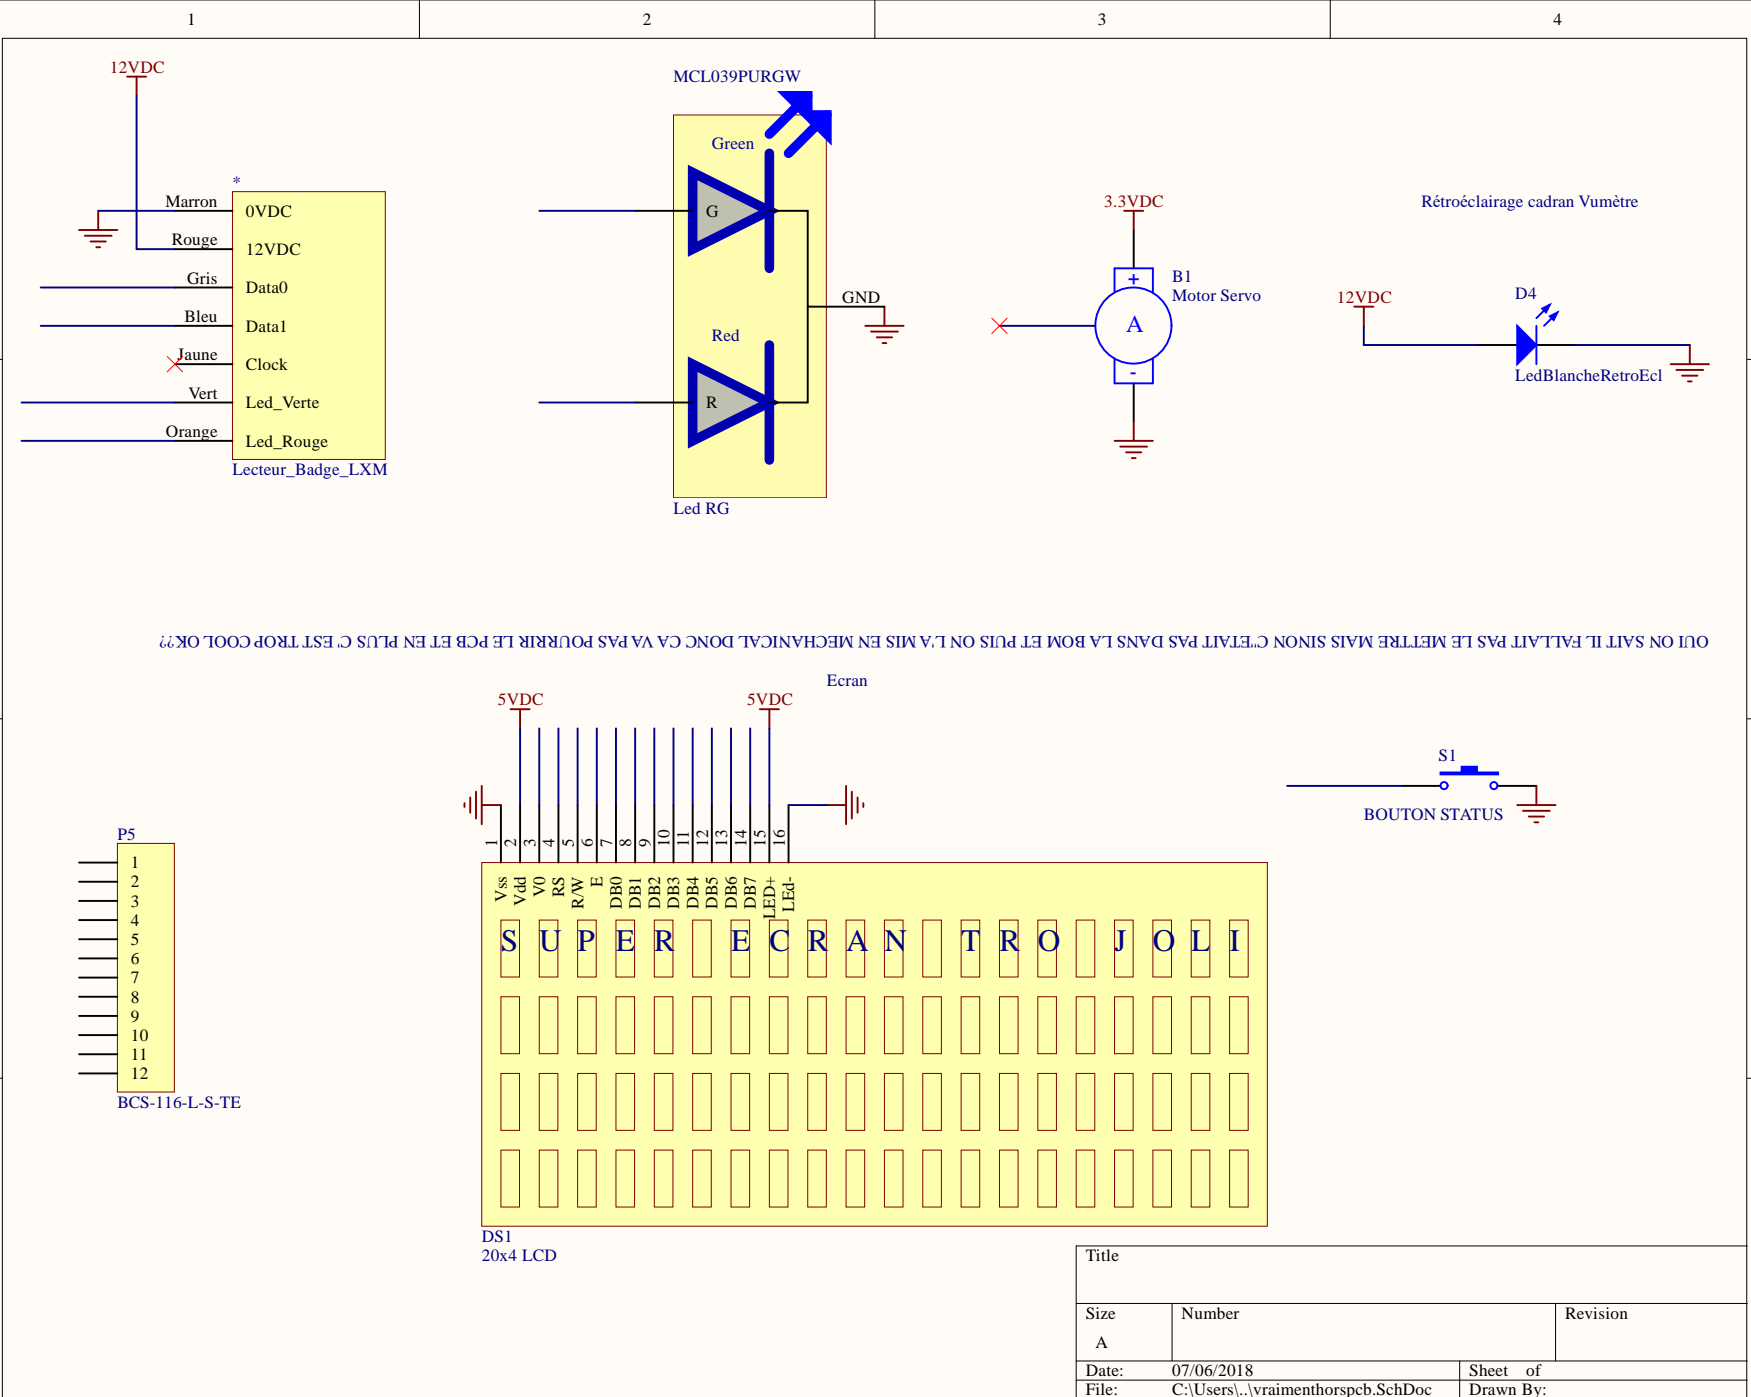 1 2 3 4
12VDC
*
Marron 0VDC
Rouge 12VDC
Gris Data0
Bleu Data1
Jaune Clock
Vert Led_Verte
Orange Led_Rouge
Lecteur_Badge_LXM
MCL039PURGW
Green
G
GND
Red
R
Led RG
3.3VDC
+
B1
Motor Servo
A
-
Rétroéclairage cadran Vumètre
12VDC
D4
LedBlancheRetroEcl
OUI ON SAIT IL FALLAIT PAS LE METTRE MAIS SINON C"ETAIT PAS DANS LA BOM ET PUIS ON L'A MIS EN MECHANICAL DONC CA VA PAS POURRIR LE PCB ET EN PLUS C' EST TROP COOL OK??
Ecran
5VDC 5VDC
1 2 3 4 5 6 7 8 9 10 11 12 13 14 15 16
Vss Vdd V0 RS R/W E DB0 DB1 DB2 DB3 DB4 DB5 DB6 DB7 LED+ LEd-
SUPER ECRAN TRO JOLI
DS1
20x4 LCD
S1
BOUTON STATUS
P5
1
2
3
4
5
6
7
8
9
10
11
12
BCS-116-L-S-TE
Title
Size Number Revision
A
Date: 07/06/2018 Sheet of
File: C:\Users\..\vraimenthorspcb.SchDoc Drawn By: